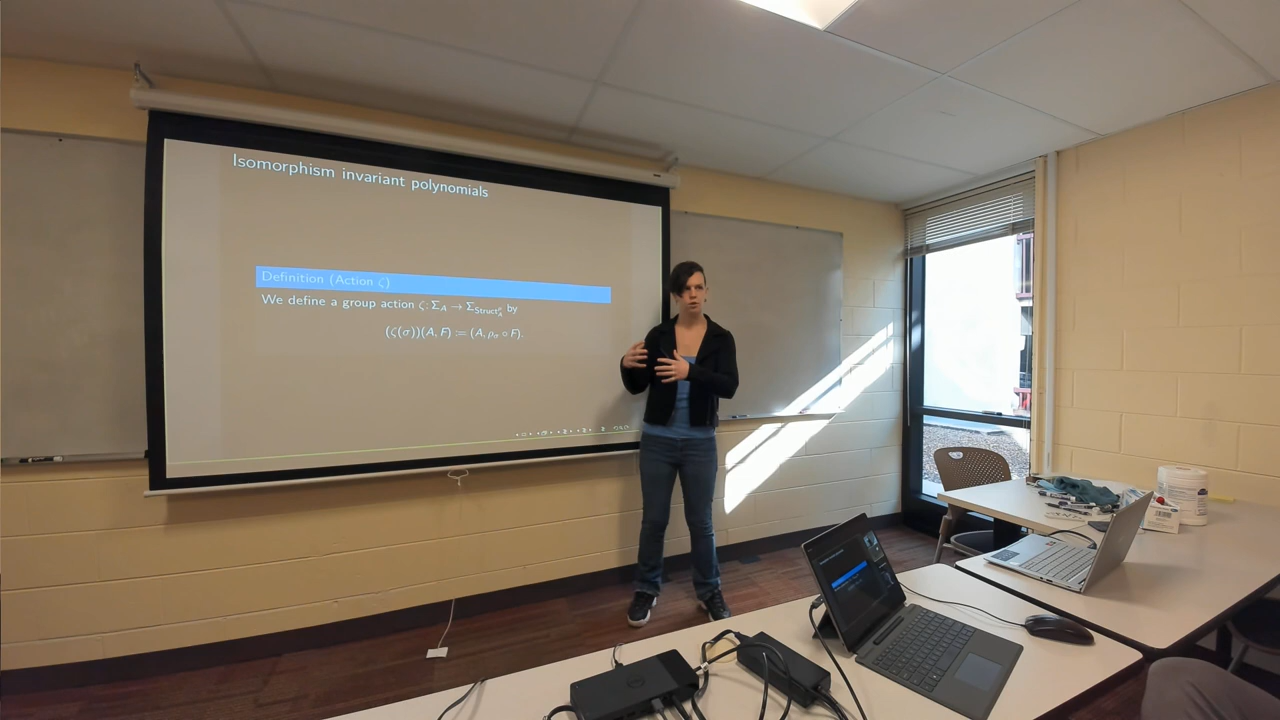 Isomorphism invariant polynomials
Definition (Action ζ)
We define a group action ζ: Σ_A → Σ_{Struct_A^ρ} by
(ζ(σ))(A, F) := (A, ρ_σ ∘ F).